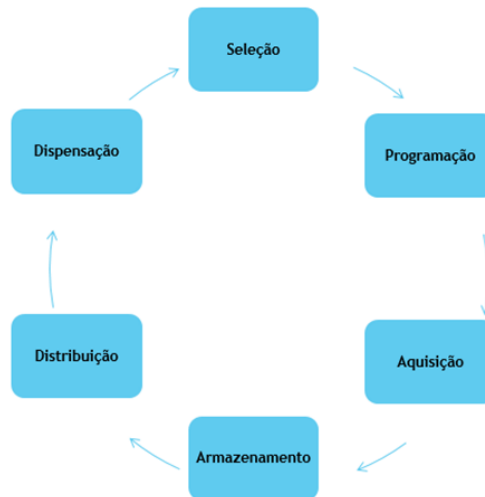 Seleção
Programação
Aquisição
Armazenamento
Distribuição
Dispensação